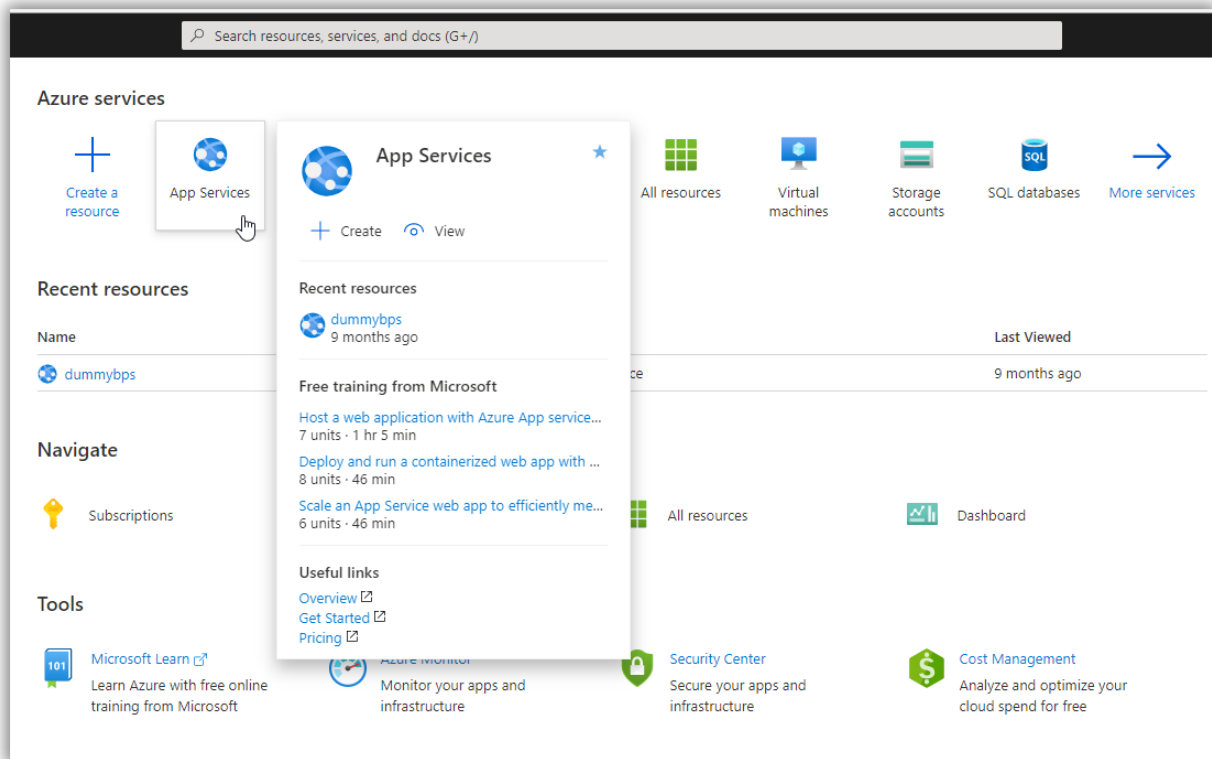 Search resources, services, and docs (G+/)
Azure services
Create a
resource
App Services
App Services
Create
View
Recent resources
dummybps
9 months ago
Free training from Microsoft
Host a web application with Azure App service...
7 units · 1 hr 5 min
Deploy and run a containerized web app with ...
8 units · 46 min
Scale an App Service web app to efficiently me...
6 units · 46 min
Useful links
Overview
Get Started
Pricing
All resources
Virtual
machines
Storage
accounts
SQL
SQL databases
More services
Recent resources
Name
Last Viewed
dummybps
ce
9 months ago
Navigate
Subscriptions
All resources
Dashboard
Tools
101
Microsoft Learn
Learn Azure with free online
training from Microsoft
Azure Monitor
Monitor your apps and
infrastructure
Security Center
Secure your apps and
infrastructure
Cost Management
Analyze and optimize your
cloud spend for free